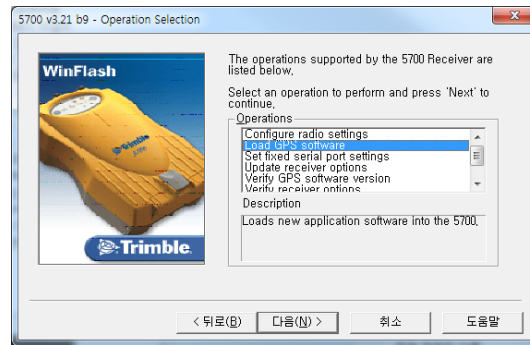 5700 v3.21 b9 - Operation Selection
WinFlash
Trimble
5700
Trimble.
The operations supported by the 5700 Receiver are
listed below.
Select an operation to perform and press 'Next' to
continue.
Operations
Configure radio settings
Load GPS software
Set fixed serial port settings
Update receiver options
Verify GPS software version
Verify receiver options
Description
Loads new application software into the 5700.
< 뒤로(B)
다음(N) >
취소
도움말